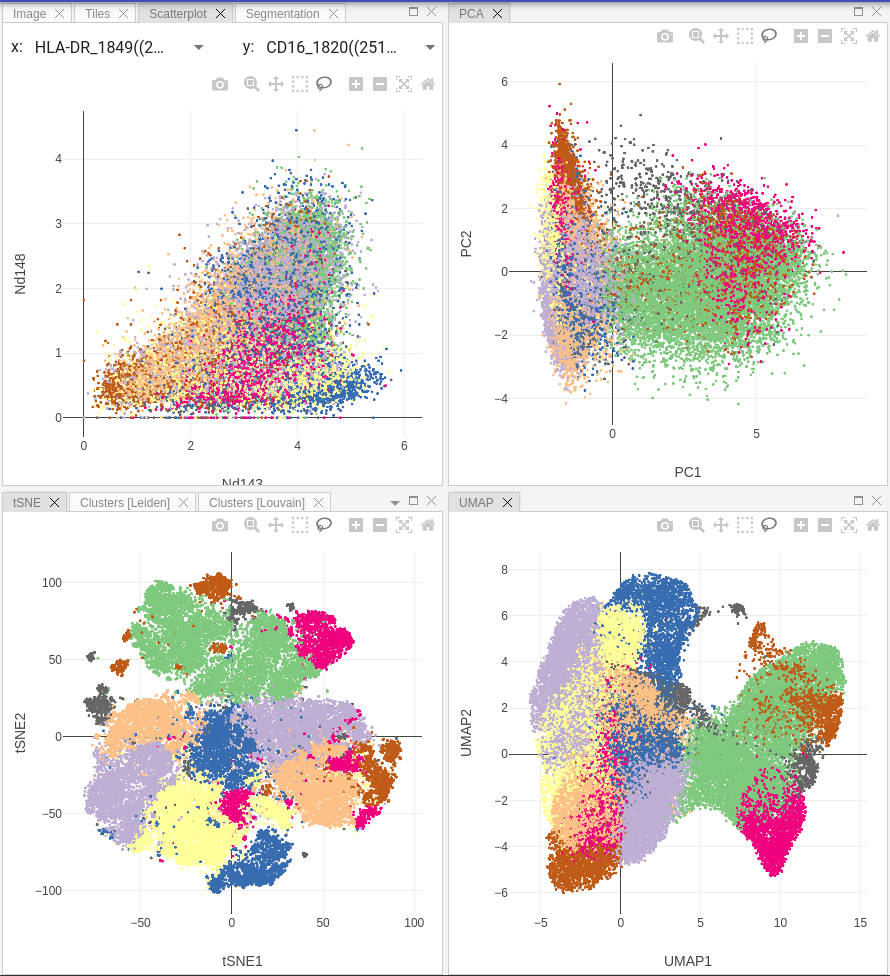 Image Tiles Scatterplot Segmentation
x: HLA-DR_1849((2... y: CD16_1820((251...
4
3
2
1
0
Nd148
0 2 4 6
Nd143
PCA
6
4
2
0
−2
−4
PC2
0 5
PC1
tSNE Clusters [Leiden] Clusters [Louvain]
100
50
0
−50
−100
tSNE2
−50 0 50 100
tSNE1
UMAP
8
6
4
2
0
−2
−4
−6
UMAP2
−5 0 5 10 15
UMAP1